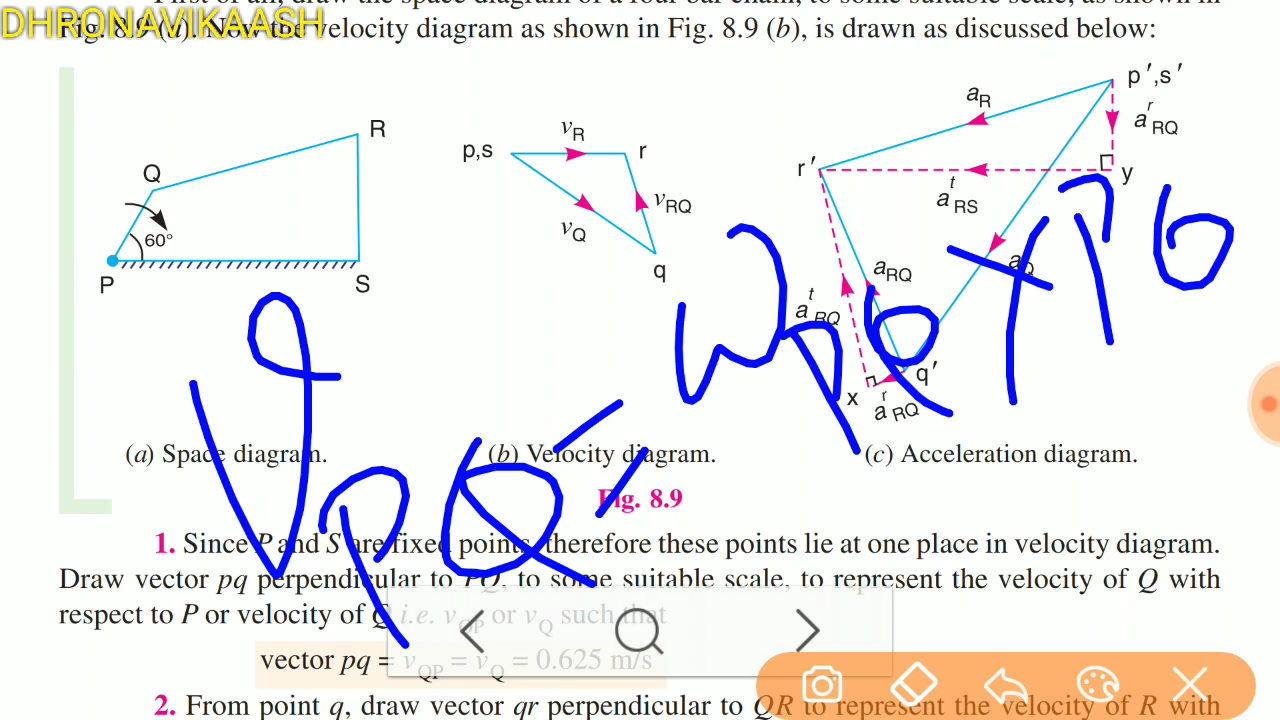 DHRONAVIKAASH
Fig. 8.9 Now the velocity diagram as shown in Fig. 8.9 (b), is drawn as discussed below:
p',s'
aR
arRQ
R
vR
p,s
r
r'
y
Q
atRS
vRQ
60°
vQ
aQ
q
aRQ
P
S
atRQ
q'
x
arRQ
(a) Space diagram.
(b) Velocity diagram.
(c) Acceleration diagram.
Fig. 8.9
1. Since P and S are fixed points, therefore these points lie at one place in velocity diagram.
Draw vector pq perpendicular to PQ, to some suitable scale, to represent the velocity of Q with
respect to P or velocity of Q i.e. vQP or vQ such that
vector pq = vQP = vQ = 0.625 m/s
2. From point q, draw vector qr perpendicular to QR to represent the velocity of R with